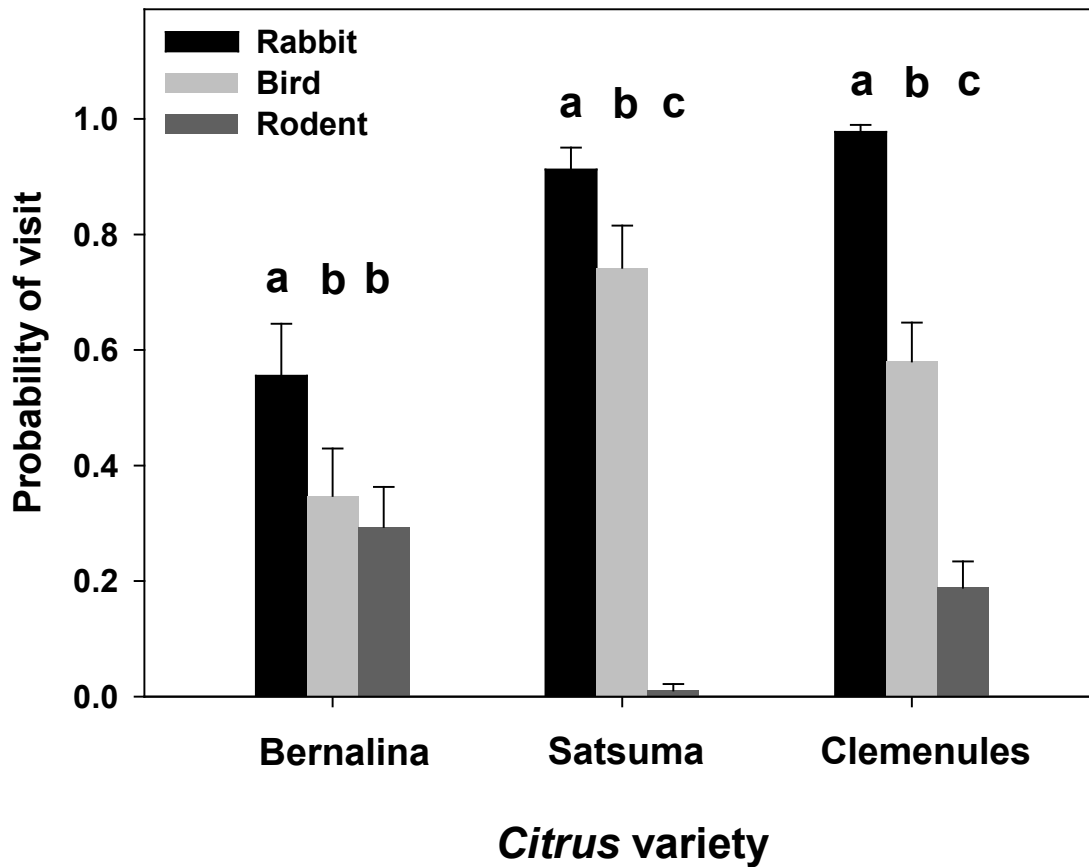 Rabbit
Bird
Rodent
a b c
a b c
a b b
1.0
0.8
0.6
0.4
0.2
0.0
Probability of visit
Bernalina Satsuma Clemenules
Citrus variety